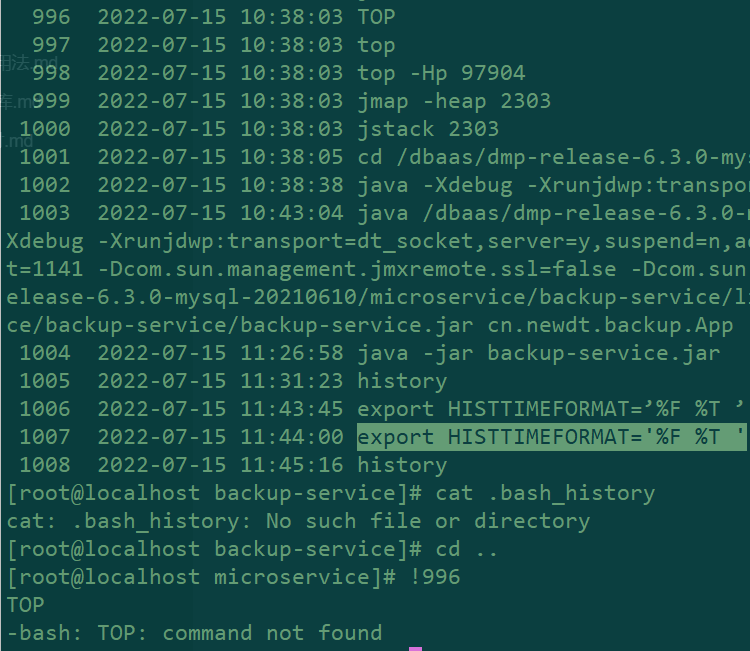 996 2022-07-15 10:38:03 TOP
997 2022-07-15 10:38:03 top
998 2022-07-15 10:38:03 top -Hp 97904
999 2022-07-15 10:38:03 jmap -heap 2303
1000 2022-07-15 10:38:03 jstack 2303
1001 2022-07-15 10:38:05 cd /dbaas/dmp-release-6.3.0-mys
1002 2022-07-15 10:38:38 java -Xdebug -Xrunjdwp:transpo
1003 2022-07-15 10:43:04 java /dbaas/dmp-release-6.3.0-
Xdebug -Xrunjdwp:transport=dt_socket,server=y,suspend=n,a
t=1141 -Dcom.sun.management.jmxremote.ssl=false -Dcom.sun
elease-6.3.0-mysql-20210610/microservice/backup-service/l
ce/backup-service/backup-service.jar cn.newdt.backup.App
1004 2022-07-15 11:26:58 java -jar backup-service.jar
1005 2022-07-15 11:31:23 history
1006 2022-07-15 11:43:45 export HISTTIMEFORMAT=’%F %T ’
1007 2022-07-15 11:44:00 export HISTTIMEFORMAT='%F %T '
1008 2022-07-15 11:45:16 history
[root@localhost backup-service]# cat .bash_history
cat: .bash_history: No such file or directory
[root@localhost backup-service]# cd ..
[root@localhost microservice]# !996
TOP
-bash: TOP: command not found
用法.md
库.md
.md